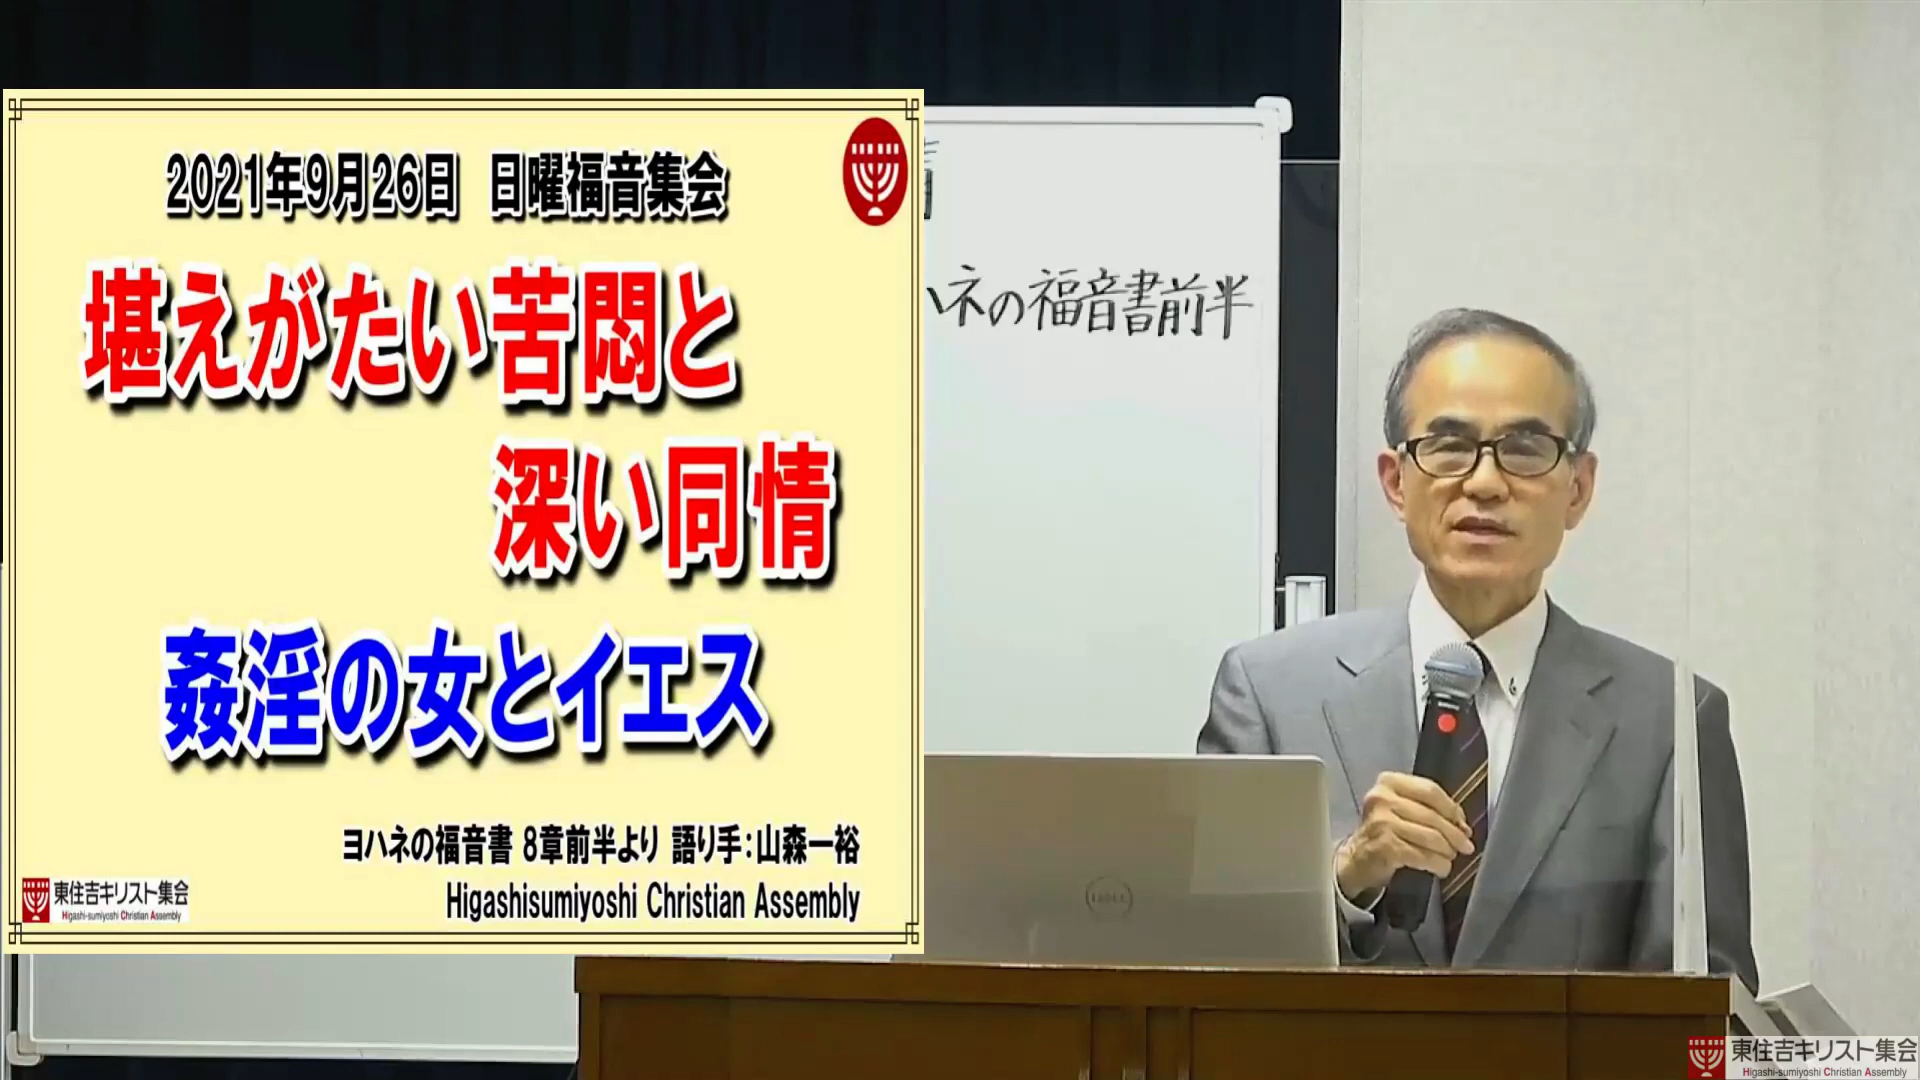 2021年9月26日 日曜福音集会
堪えがたい苦悶と
深い同情
姦淫の女とイエス
ヨハネの福音書 8章前半より 語り手：山森一裕
Higashisumiyoshi Christian Assembly
東住吉キリスト集会
Higashi-sumiyoshi Christian Assembly
ハネの福音書前半
DELL
東住吉キリスト集会
Higashi-sumiyoshi Christian Assembly